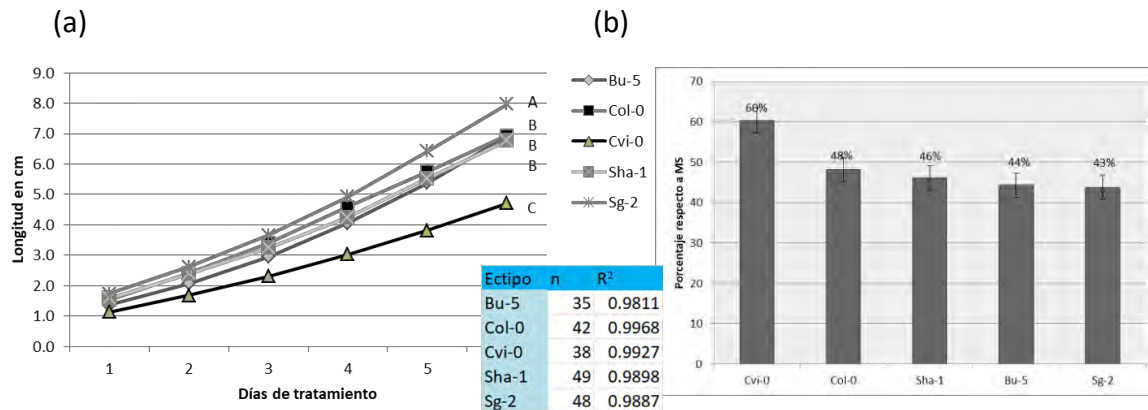 (a)
Longitud en cm
9.0
8.0
7.0
6.0
5.0
4.0
3.0
2.0
1.0
0.0
1 2 3 4 5
Días de tratamiento
A
B
B
B
C
Bu-5
Col-0
Cvi-0
Sha-1
Sg-2
Ectipo n R²
Bu-5 35 0.9811
Col-0 42 0.9968
Cvi-0 38 0.9927
Sha-1 49 0.9898
Sg-2 48 0.9887
(b)
Porcentaje respecto a MS
70
60
50
40
30
20
10
0
60%
48%
46%
44%
43%
Cvi-0 Col-0 Sha-1 Bu-5 Sg-2